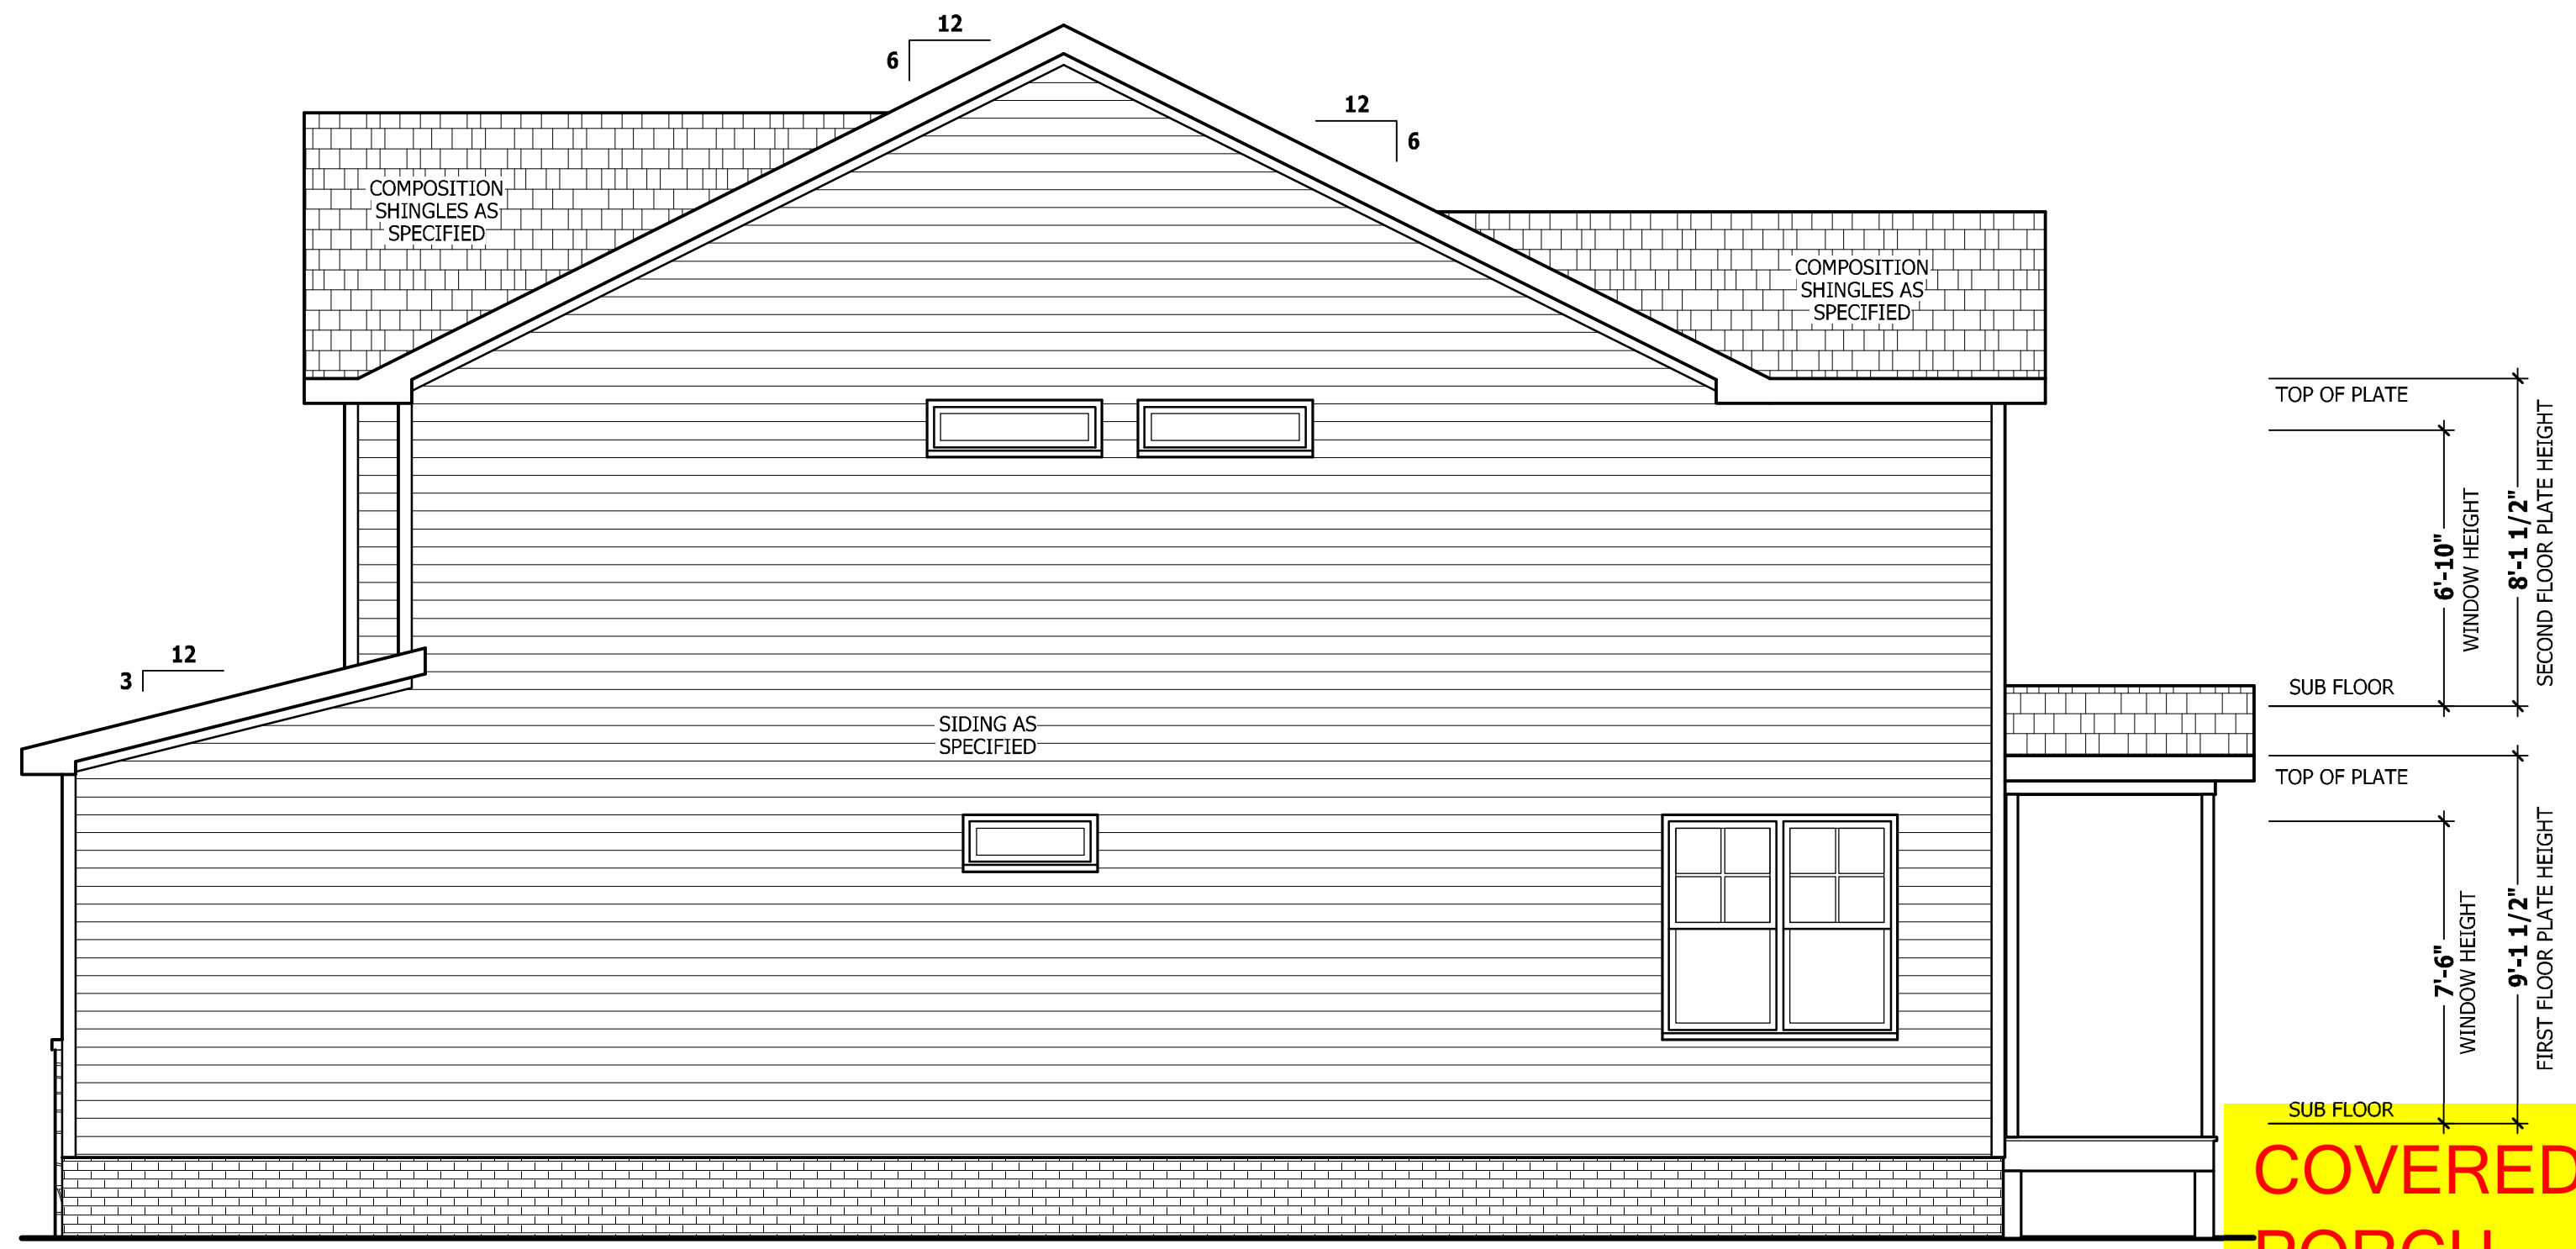 12
6
12
6
COMPOSITION
SHINGLES AS
SPECIFIED
COMPOSITION
SHINGLES AS
SPECIFIED
TOP OF PLATE
6'-10"
WINDOW HEIGHT
8'-1 1/2"
SECOND FLOOR PLATE HEIGHT
12
3
SUB FLOOR
SIDING AS
SPECIFIED
TOP OF PLATE
7'-6"
WINDOW HEIGHT
9'-1 1/2"
FIRST FLOOR PLATE HEIGHT
SUB FLOOR
COVERED
PORCH